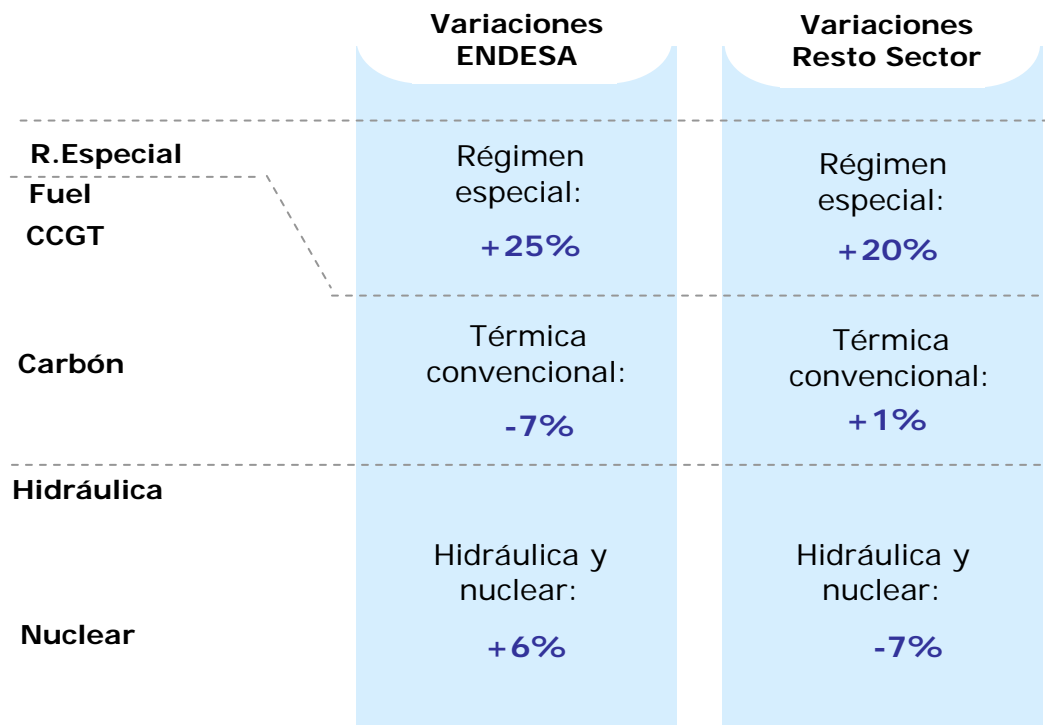 Variaciones
ENDESA
Variaciones
Resto Sector
R.Especial
Fuel
CCGT
Régimen
especial:
+25%
Régimen
especial:
+20%
Carbón
Térmica
convencional:
-7%
Térmica
convencional:
+1%
Hidráulica
Nuclear
Hidráulica y
nuclear:
+6%
Hidráulica y
nuclear:
-7%